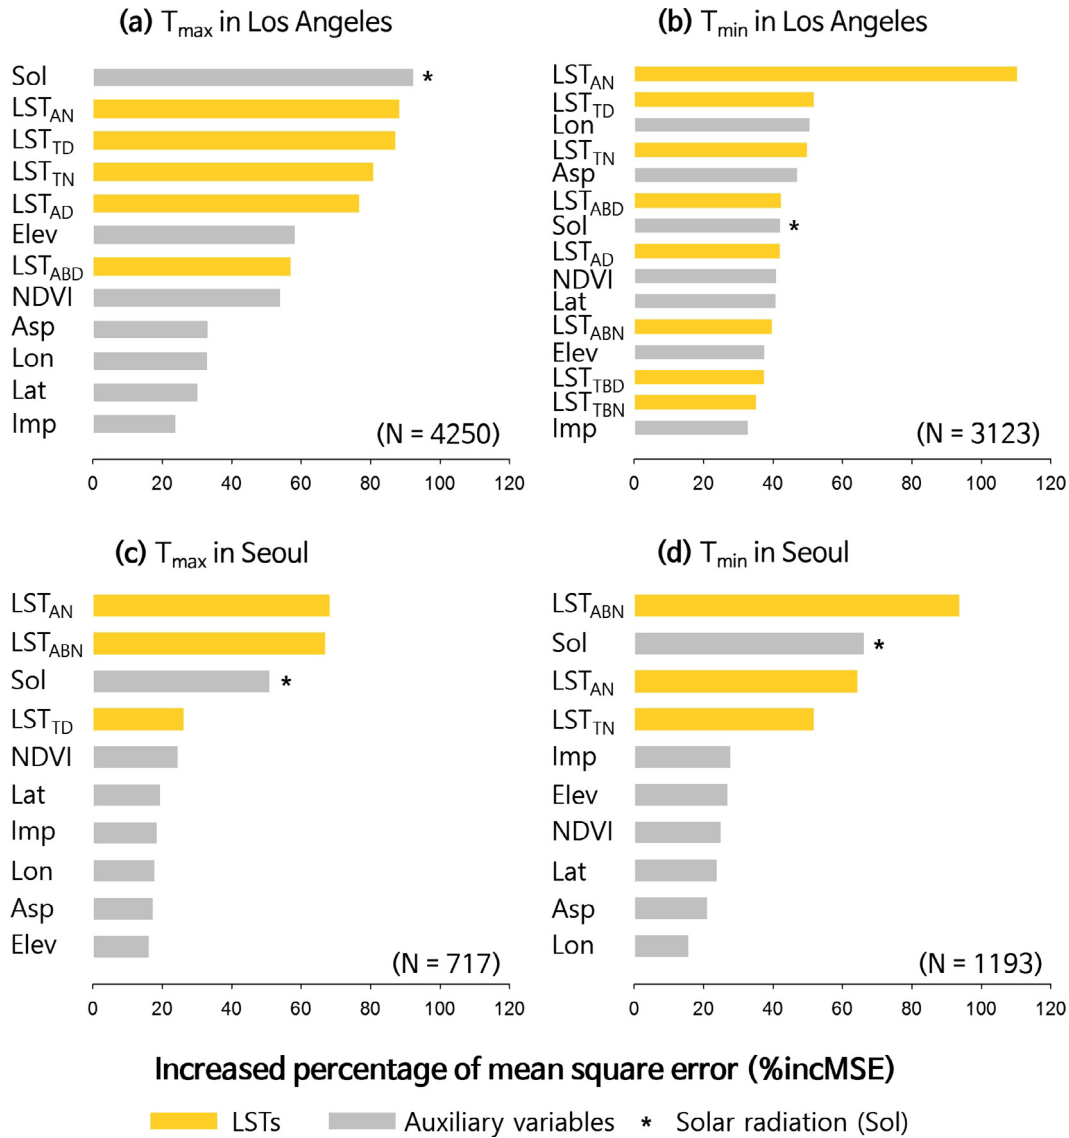 (a) Tmax in Los Angeles
Sol
*
LSTAN
LSTTD
LSTTN
LSTAD
Elev
LSTABD
NDVI
Asp
Lon
Lat
Imp
(N = 4250)
0 20 40 60 80 100 120
(b) Tmin in Los Angeles
LSTAN
LSTTD
Lon
LSTTN
Asp
LSTABD
Sol
*
LSTAD
NDVI
Lat
LSTABN
Elev
LSTTBD
LSTTBN
Imp
(N = 3123)
0 20 40 60 80 100 120
(c) Tmax in Seoul
LSTAN
LSTABN
Sol
*
LSTTD
NDVI
Lat
Imp
Lon
Asp
Elev
(N = 717)
0 20 40 60 80 100 120
(d) Tmin in Seoul
LSTABN
Sol
*
LSTAN
LSTTN
Imp
Elev
NDVI
Lat
Asp
Lon
(N = 1193)
0 20 40 60 80 100 120
Increased percentage of mean square error (%incMSE)
LSTs Auxiliary variables * Solar radiation (Sol)